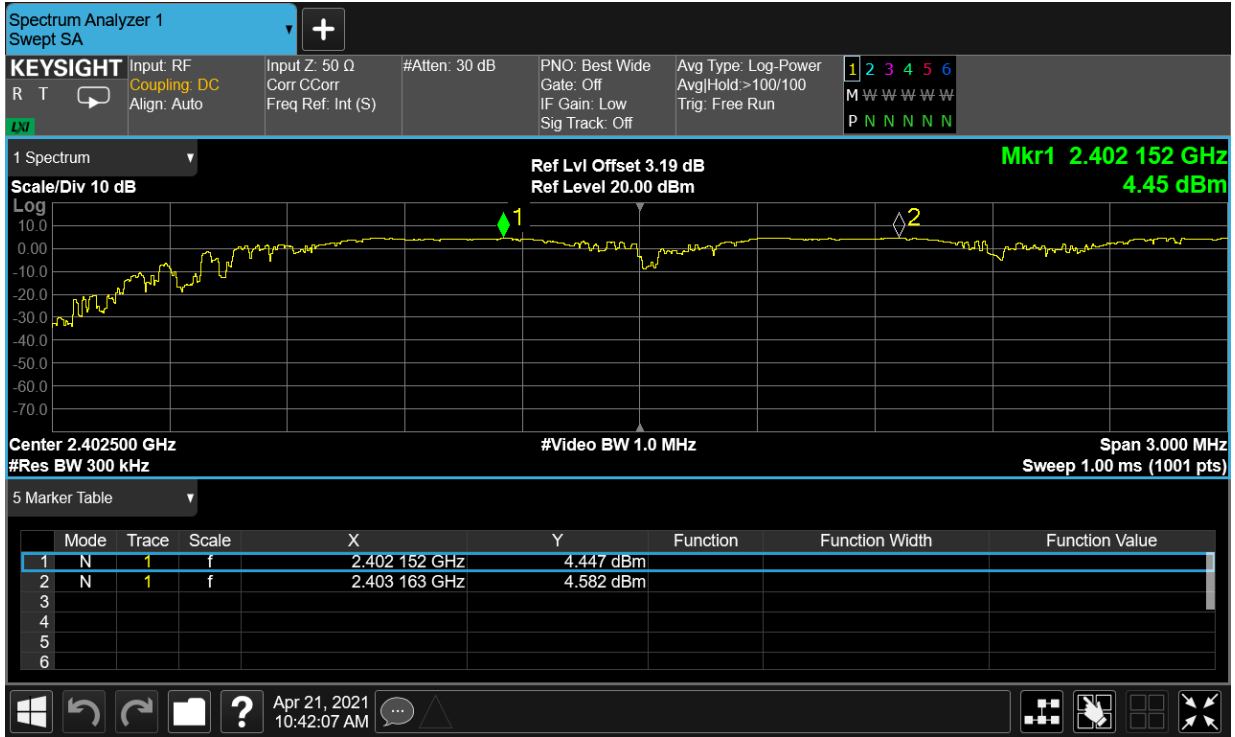 Spectrum Analyzer 1
Swept SA
KEYSIGHT
R T
LXI
Input: RF
Coupling: DC
Align: Auto
Input Z: 50 Ω
Corr CCorr
Freq Ref: Int (S)
#Atten: 30 dB
PNO: Best Wide
Gate: Off
IF Gain: Low
Sig Track: Off
Avg Type: Log-Power
Avg|Hold:>100/100
Trig: Free Run
1 2 3 4 5 6
M W W W W W
P N N N N N
1 Spectrum
Scale/Div 10 dB
Ref Lvl Offset 3.19 dB
Ref Level 20.00 dBm
Mkr1 2.402 152 GHz
4.45 dBm
Log
10.0
0.00
-10.0
-20.0
-30.0
-40.0
-50.0
-60.0
-70.0
1
2
Center 2.402500 GHz
#Res BW 300 kHz
#Video BW 1.0 MHz
Span 3.000 MHz
Sweep 1.00 ms (1001 pts)
5 Marker Table
Mode Trace Scale X Y Function Function Width Function Value
1 N 1 f 2.402 152 GHz 4.447 dBm
2 N 1 f 2.403 163 GHz 4.582 dBm
3
4
5
6
?
Apr 21, 2021
10:42:07 AM